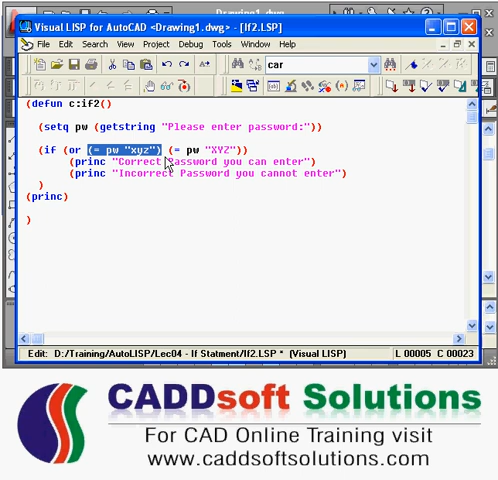 Drawing1.dwg
Visual LISP for AutoCAD <Drawing1.dwg> - [If2.LSP]
File Edit Search View Project Debug Tools Window Help
car
(defun c:if2()
(setq pw (getstring "Please enter password:"))
(if (or (= pw "xyz") (= pw "XYZ"))
(princ "Correct Password you can enter")
(princ "Incorrect Password you cannot enter")
)
(princ)
)
Edit: D:/Training/AutoLISP/Lec04 - If Statment/If2.LSP * (Visual LISP)
L 00005 C 00023
CADDsoft Solutions
For CAD Online Training visit
www.caddsoftsolutions.com